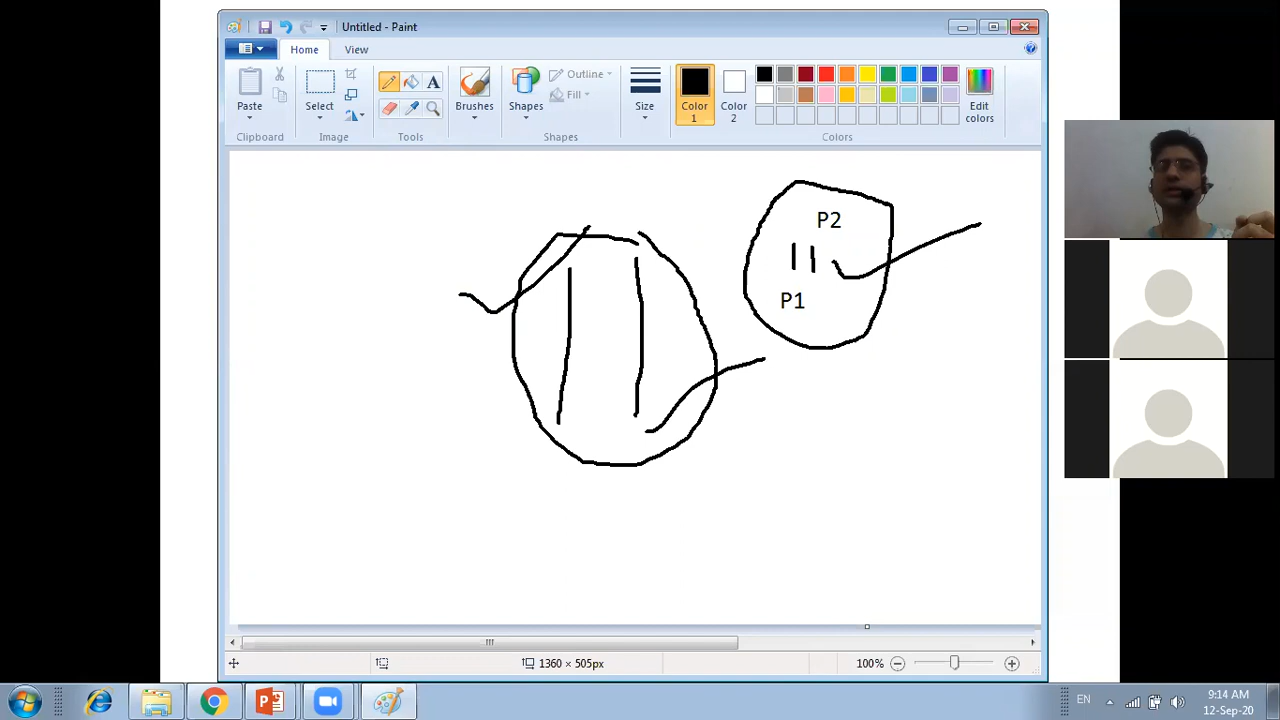 Untitled - Paint
Home
View
Paste
Select
Brushes
Shapes
Outline
Fill
Size
Color
1
Color
2
Edit
colors
Clipboard
Image
Tools
Shapes
Colors
P2
P1
1360 × 505px
100%
EN
9:14 AM
12-Sep-20